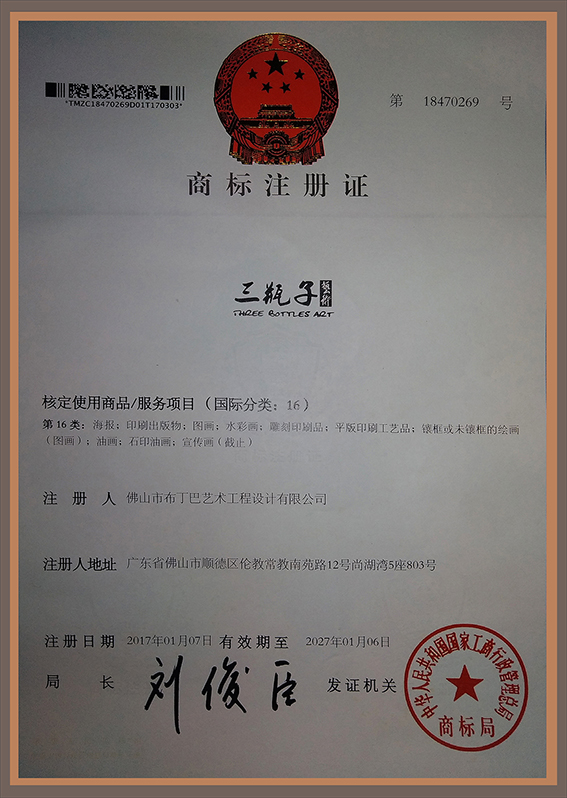 *TMZC18470269D01T170303*
第 18470269 号
商标注册证
三瓶子 藝術
THREE BOTTLES ART
核定使用商品/服务项目（国际分类：16）
第16类：海报；印刷出版物；图画；水彩画；雕刻印刷品；平版印刷工艺品；镶框或未镶框的绘画
（图画）；油画；石印油画；宣传画（截止）
注册人 佛山市布丁巴艺术工程设计有限公司
注册人地址 广东省佛山市顺德区伦教常教南苑路12号尚湖湾5座803号
注册日期 2017年01月07日 有效期至 2027年01月06日
局长 刘俊臣 发证机关
中华人民共和国国家工商行政管理总局
商标局